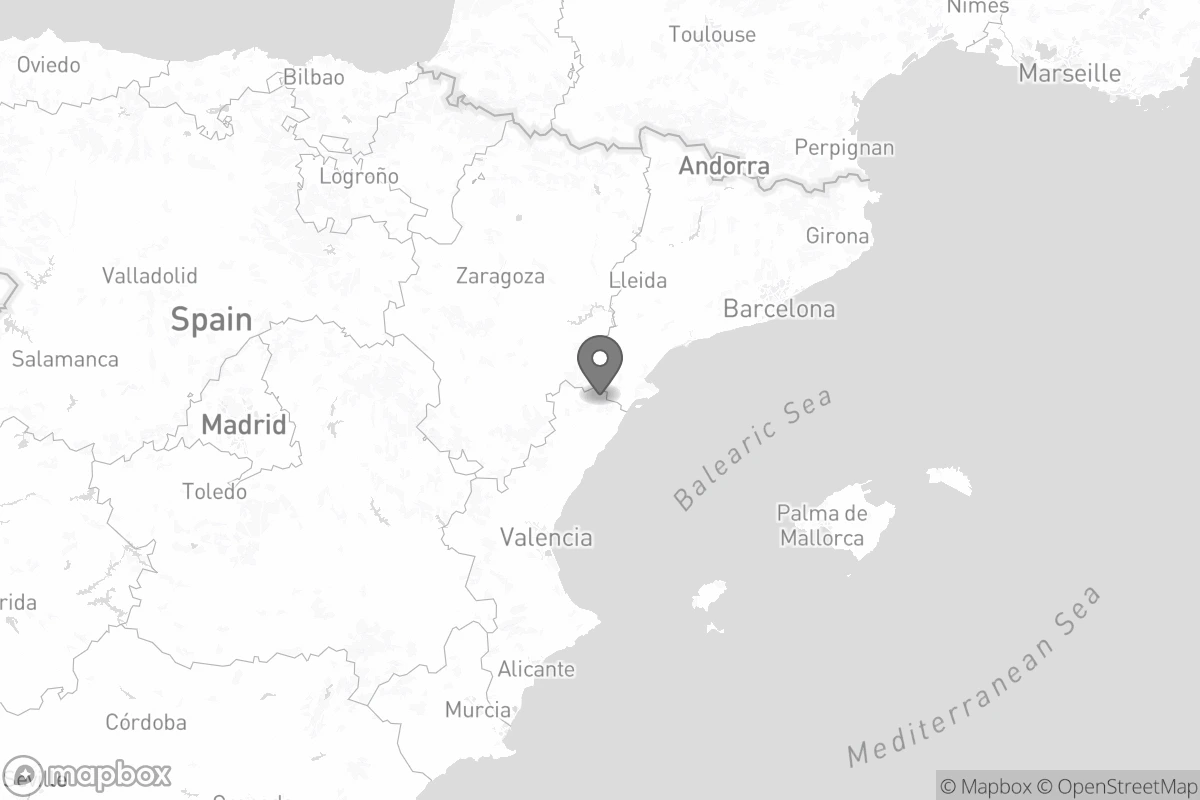 Nîmes
Toulouse
Oviedo
Bilbao
Marseille
Perpignan
Andorra
Logroño
Girona
Valladolid
Zaragoza
Lleida
Barcelona
Spain
Salamanca
Madrid
Balearic Sea
Toledo
Palma de
Mallorca
Valencia
rida
Alicante
Mediterranean Sea
Murcia
Córdoba
mapbox
© Mapbox © OpenStreetMap